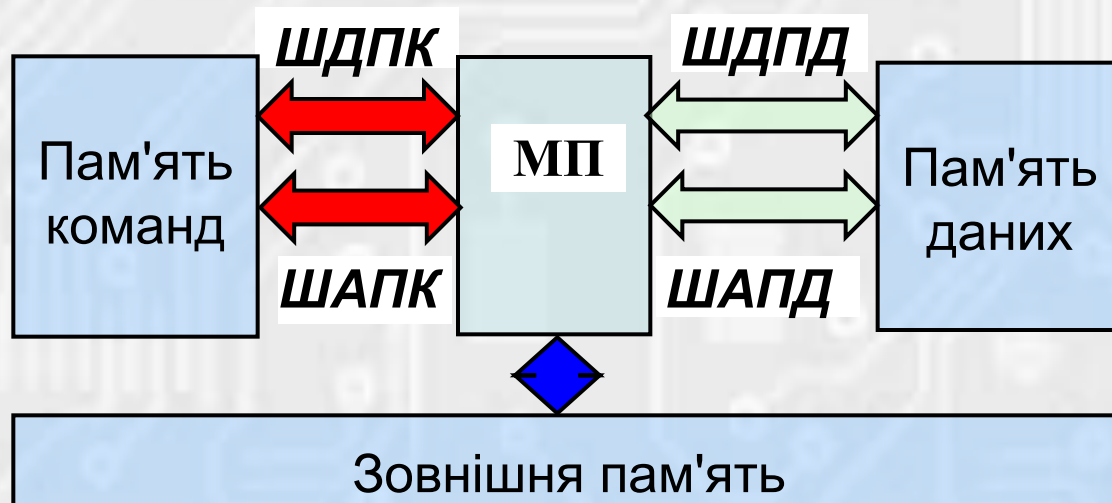 ШДПК
ШДПД
Пам'ять
команд
МП
Пам'ять
даних
ШАПК
ШАПД
Зовнішня пам'ять